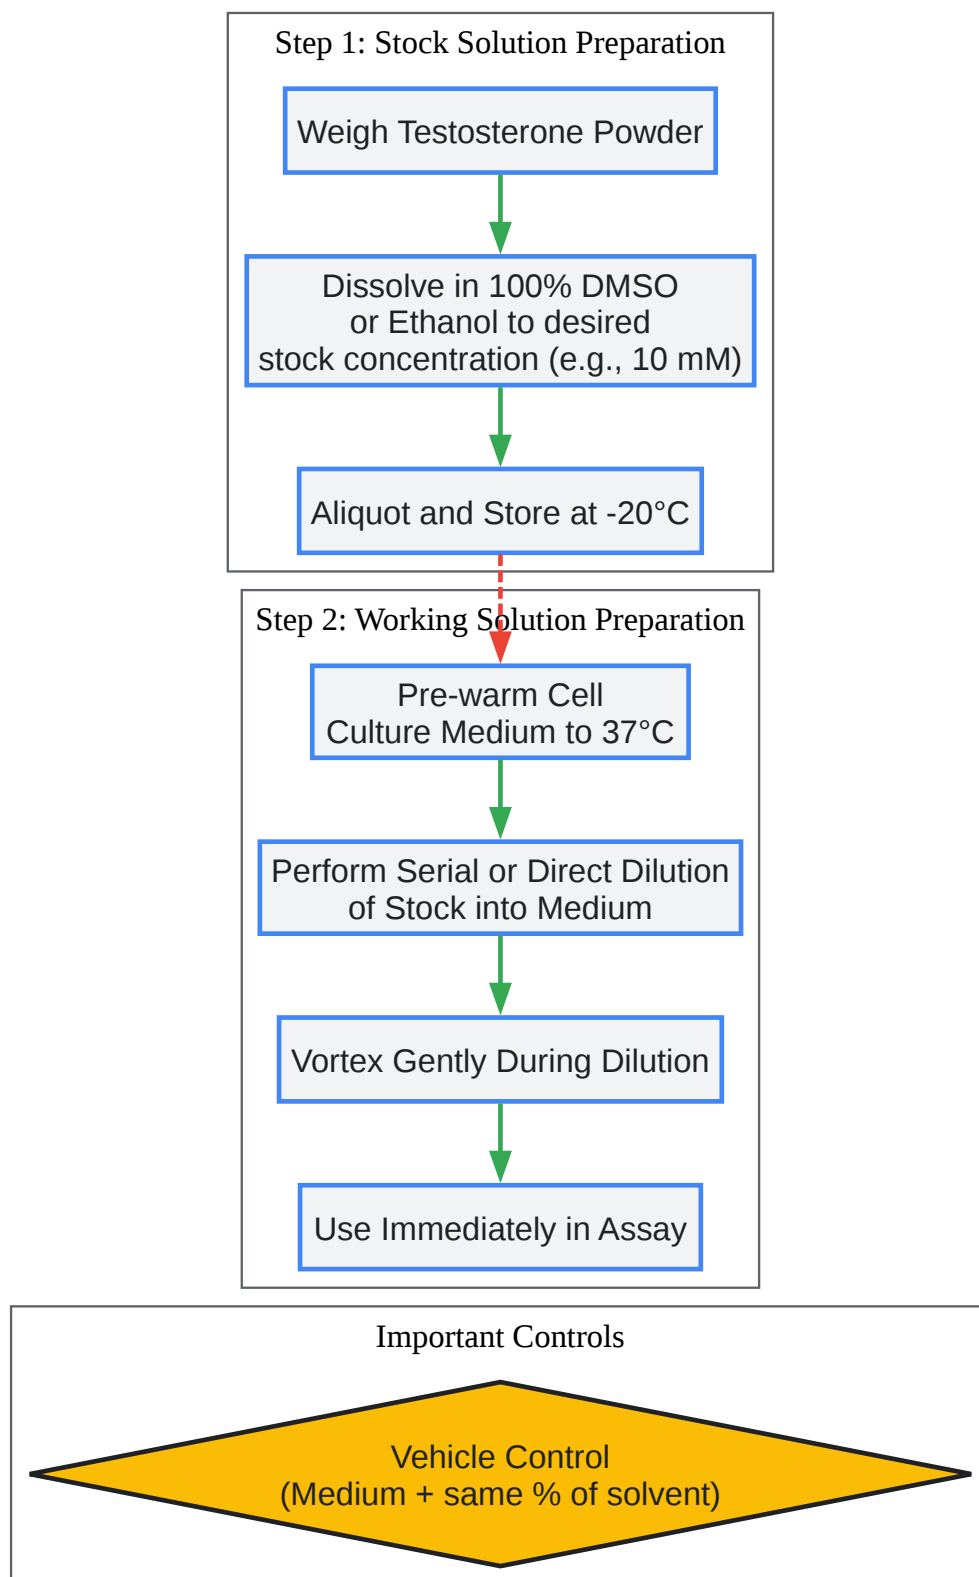 Step 1: Stock Solution Preparation
Weigh Testosterone Powder
Dissolve in 100% DMSO
or Ethanol to desired
stock concentration (e.g., 10 mM)
Aliquot and Store at -20°C
Step 2: Working Solution Preparation
Pre-warm Cell
Culture Medium to 37°C
Perform Serial or Direct Dilution
of Stock into Medium
Vortex Gently During Dilution
Use Immediately in Assay
Important Controls
Vehicle Control
(Medium + same % of solvent)